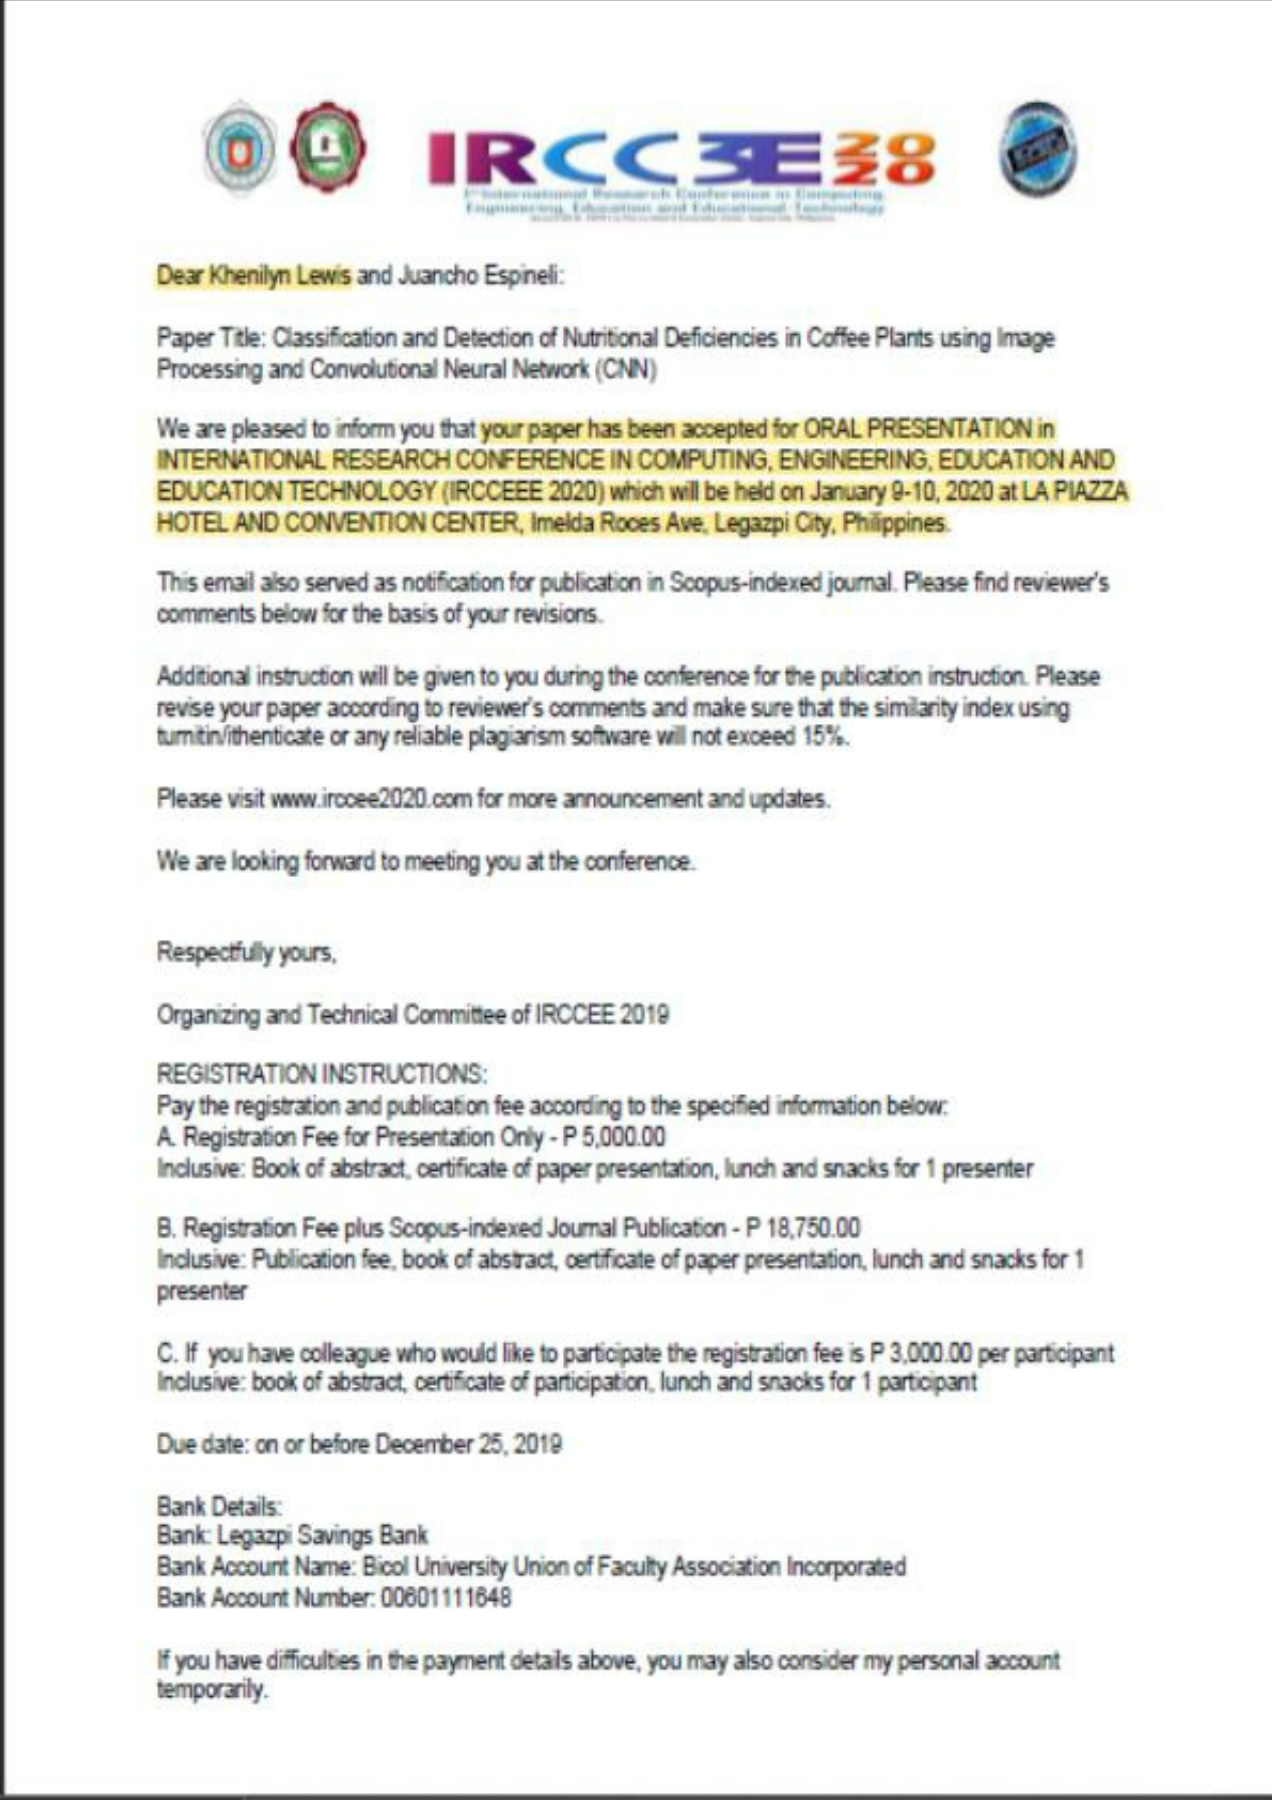 IRCC3E 2020
1st International Research Conference in Computing,
Engineering, Education and Educational Technology
Dear Khenilyn Lewis and Juancho Espineli:
Paper Title: Classification and Detection of Nutritional Deficiencies in Coffee Plants using Image
Processing and Convolutional Neural Network (CNN)
We are pleased to inform you that your paper has been accepted for ORAL PRESENTATION in
INTERNATIONAL RESEARCH CONFERENCE IN COMPUTING, ENGINEERING, EDUCATION AND
EDUCATION TECHNOLOGY (IRCCEEE 2020) which will be held on January 9-10, 2020 at LA PIAZZA
HOTEL AND CONVENTION CENTER, Imelda Roces Ave, Legazpi City, Philippines.
This email also served as notification for publication in Scopus-indexed journal. Please find reviewer's
comments below for the basis of your revisions.
Additional instruction will be given to you during the conference for the publication instruction. Please
revise your paper according to reviewer's comments and make sure that the similarity index using
turnitin/ithenticate or any reliable plagiarism software will not exceed 15%.
Please visit www.irccee2020.com for more announcement and updates.
We are looking forward to meeting you at the conference.
Respectfully yours,
Organizing and Technical Committee of IRCCEE 2019
REGISTRATION INSTRUCTIONS:
Pay the registration and publication fee according to the specified information below:
A. Registration Fee for Presentation Only - P 5,000.00
Inclusive: Book of abstract, certificate of paper presentation, lunch and snacks for 1 presenter
B. Registration Fee plus Scopus-indexed Journal Publication - P 18,750.00
Inclusive: Publication fee, book of abstract, certificate of paper presentation, lunch and snacks for 1
presenter
C. If you have colleague who would like to participate the registration fee is P 3,000.00 per participant
Inclusive: book of abstract, certificate of participation, lunch and snacks for 1 participant
Due date: on or before December 25, 2019
Bank Details:
Bank: Legazpi Savings Bank
Bank Account Name: Bicol University Union of Faculty Association Incorporated
Bank Account Number: 00601111648
If you have difficulties in the payment details above, you may also consider my personal account
temporarily.